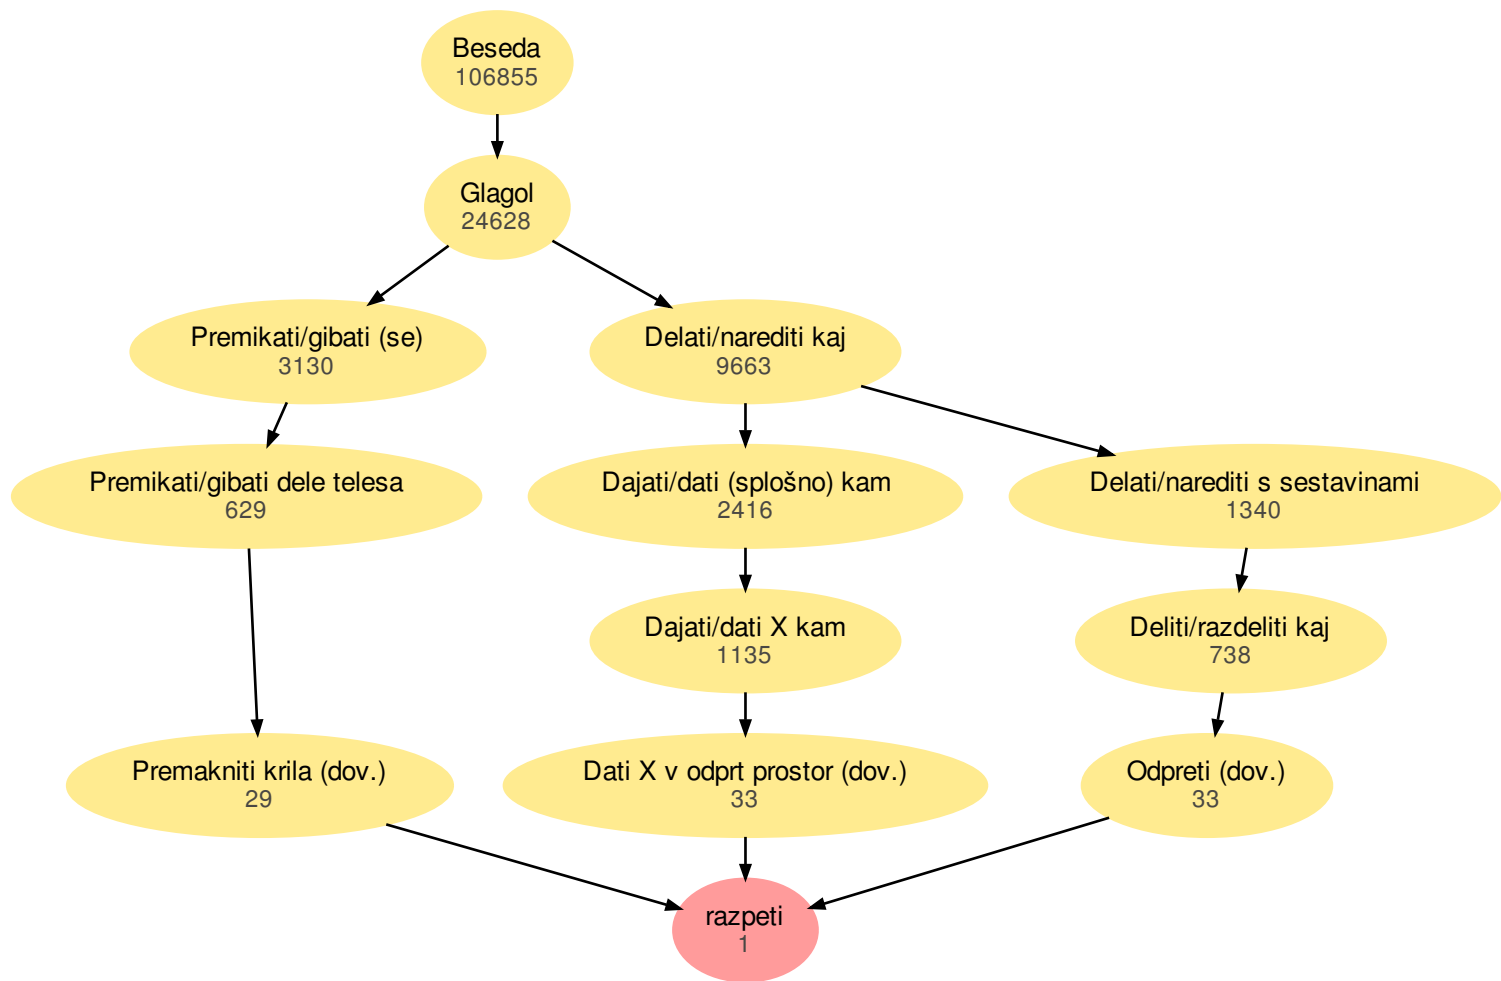 Beseda
106855
Glagol
24628
Premikati/gibati (se)
3130
Delati/narediti kaj
9663
Premikati/gibati dele telesa
629
Dajati/dati (splošno) kam
2416
Delati/narediti s sestavinami
1340
Dajati/dati X kam
1135
Deliti/razdeliti kaj
738
Premakniti krila (dov.)
29
Dati X v odprt prostor (dov.)
33
Odpreti (dov.)
33
razpeti
1